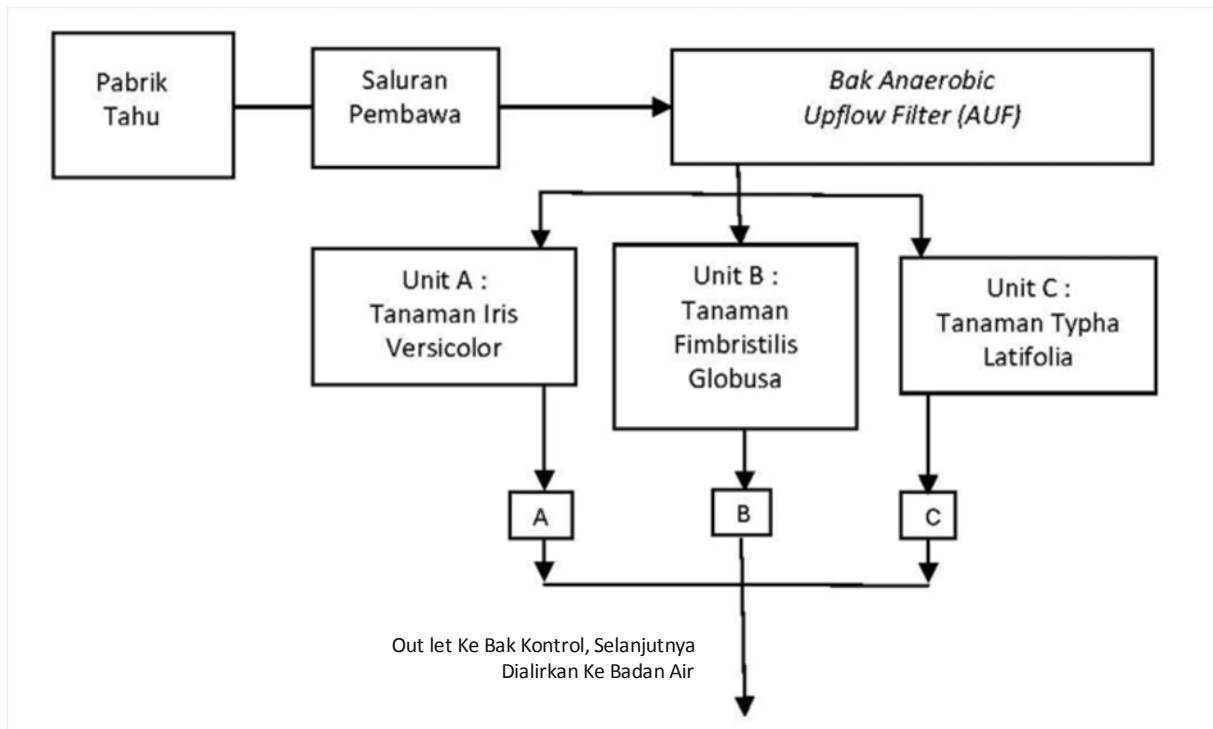 Pabrik
Tahu
Saluran
Pembawa
Bak Anaerobic
Upflow Filter (AUF)
Unit A :
Tanaman Iris
Versicolor
Unit B :
Tanaman
Fimbristilis
Globusa
Unit C :
Tanaman Typha
Latifolia
A
B
C
Out let Ke Bak Kontrol, Selanjutnya
Dialirkan Ke Badan Air